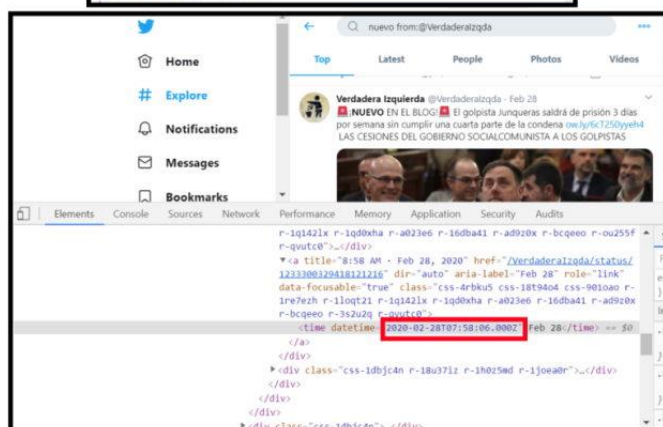 nuevo from:@VerdaderaIzqda
Home
Explore
Notifications
Messages
Bookmarks
Top Latest People Photos Videos
Verdadera Izquierda @VerdaderaIzqda · Feb 28
🚨¡NUEVO EN EL BLOG!🚨 El golpista Junqueras saldrá de prisión 3 días
por semana sin cumplir una cuarta parte de la condena ow.ly/6cT250yyeh4
LAS CESIONES DEL GOBIERNO SOCIALCOMUNISTA A LOS GOLPISTAS
Elements Console Sources Network Performance Memory Application Security Audits
r-1q142lx r-1qd0xha r-a023e6 r-16dba41 r-ad9z0x r-bcqeeo r-ou255f
r-qvutc0">…</div>
▼<a title="8:58 AM · Feb 28, 2020" href="/VerdaderaIzqda/status/
1233300329418121216" dir="auto" aria-label="Feb 28" role="link"
data-focusable="true" class="css-4rbku5 css-18t94o4 css-901oao r-
1re7ezh r-1loqt21 r-1q142lx r-1qd0xha r-a023e6 r-16dba41 r-ad9z0x
r-bcqeeo r-3s2u2q r-qvutc0">
<time datetime="2020-02-28T07:58:06.000Z">Feb 28</time> == $0
</a>
</div>
▶<div class="css-1dbjc4n r-18u37iz r-1h0z5md r-1joea0r">…</div>
</div>
</div>
</div>